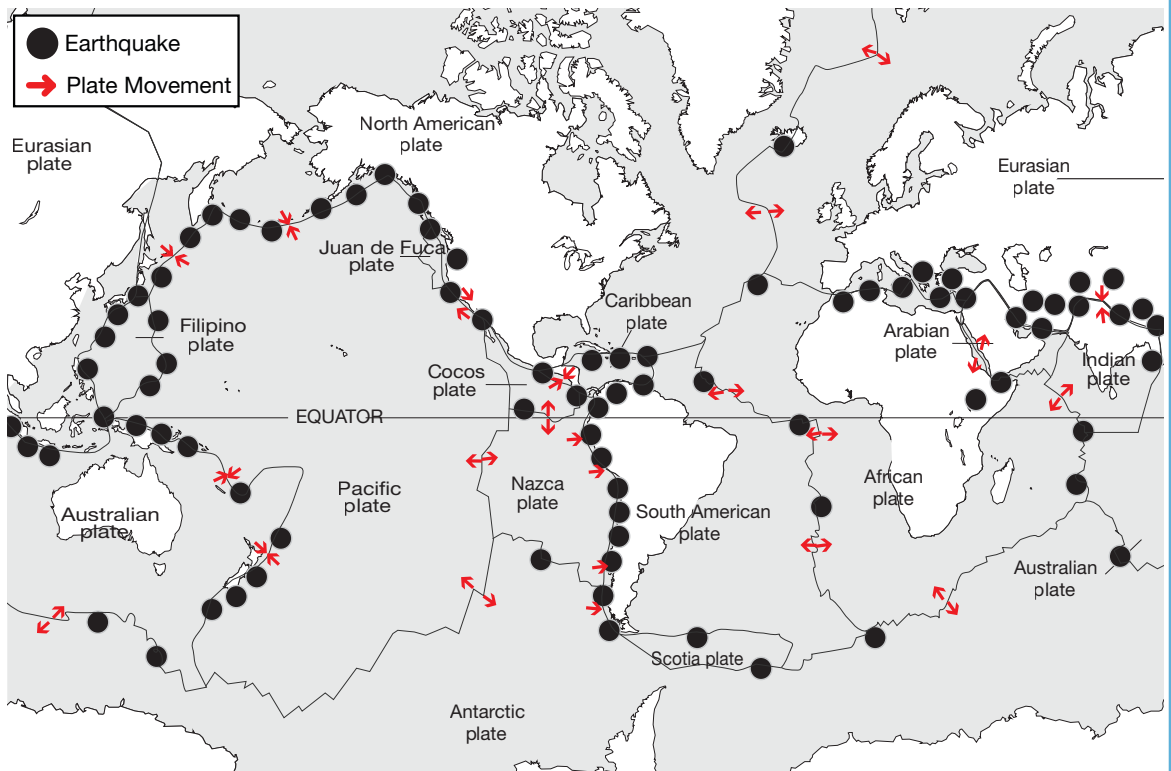 Earthquake
Plate Movement
Eurasian
plate
North American
plate
Eurasian
plate
Juan de Fuca
plate
Caribbean
plate
Filipino
plate
Arabian
plate
Cocos
plate
Indian
plate
EQUATOR
Pacific
plate
Nazca
plate
African
plate
South American
plate
Australian
plate
Australian
plate
Scotia plate
Antarctic
plate